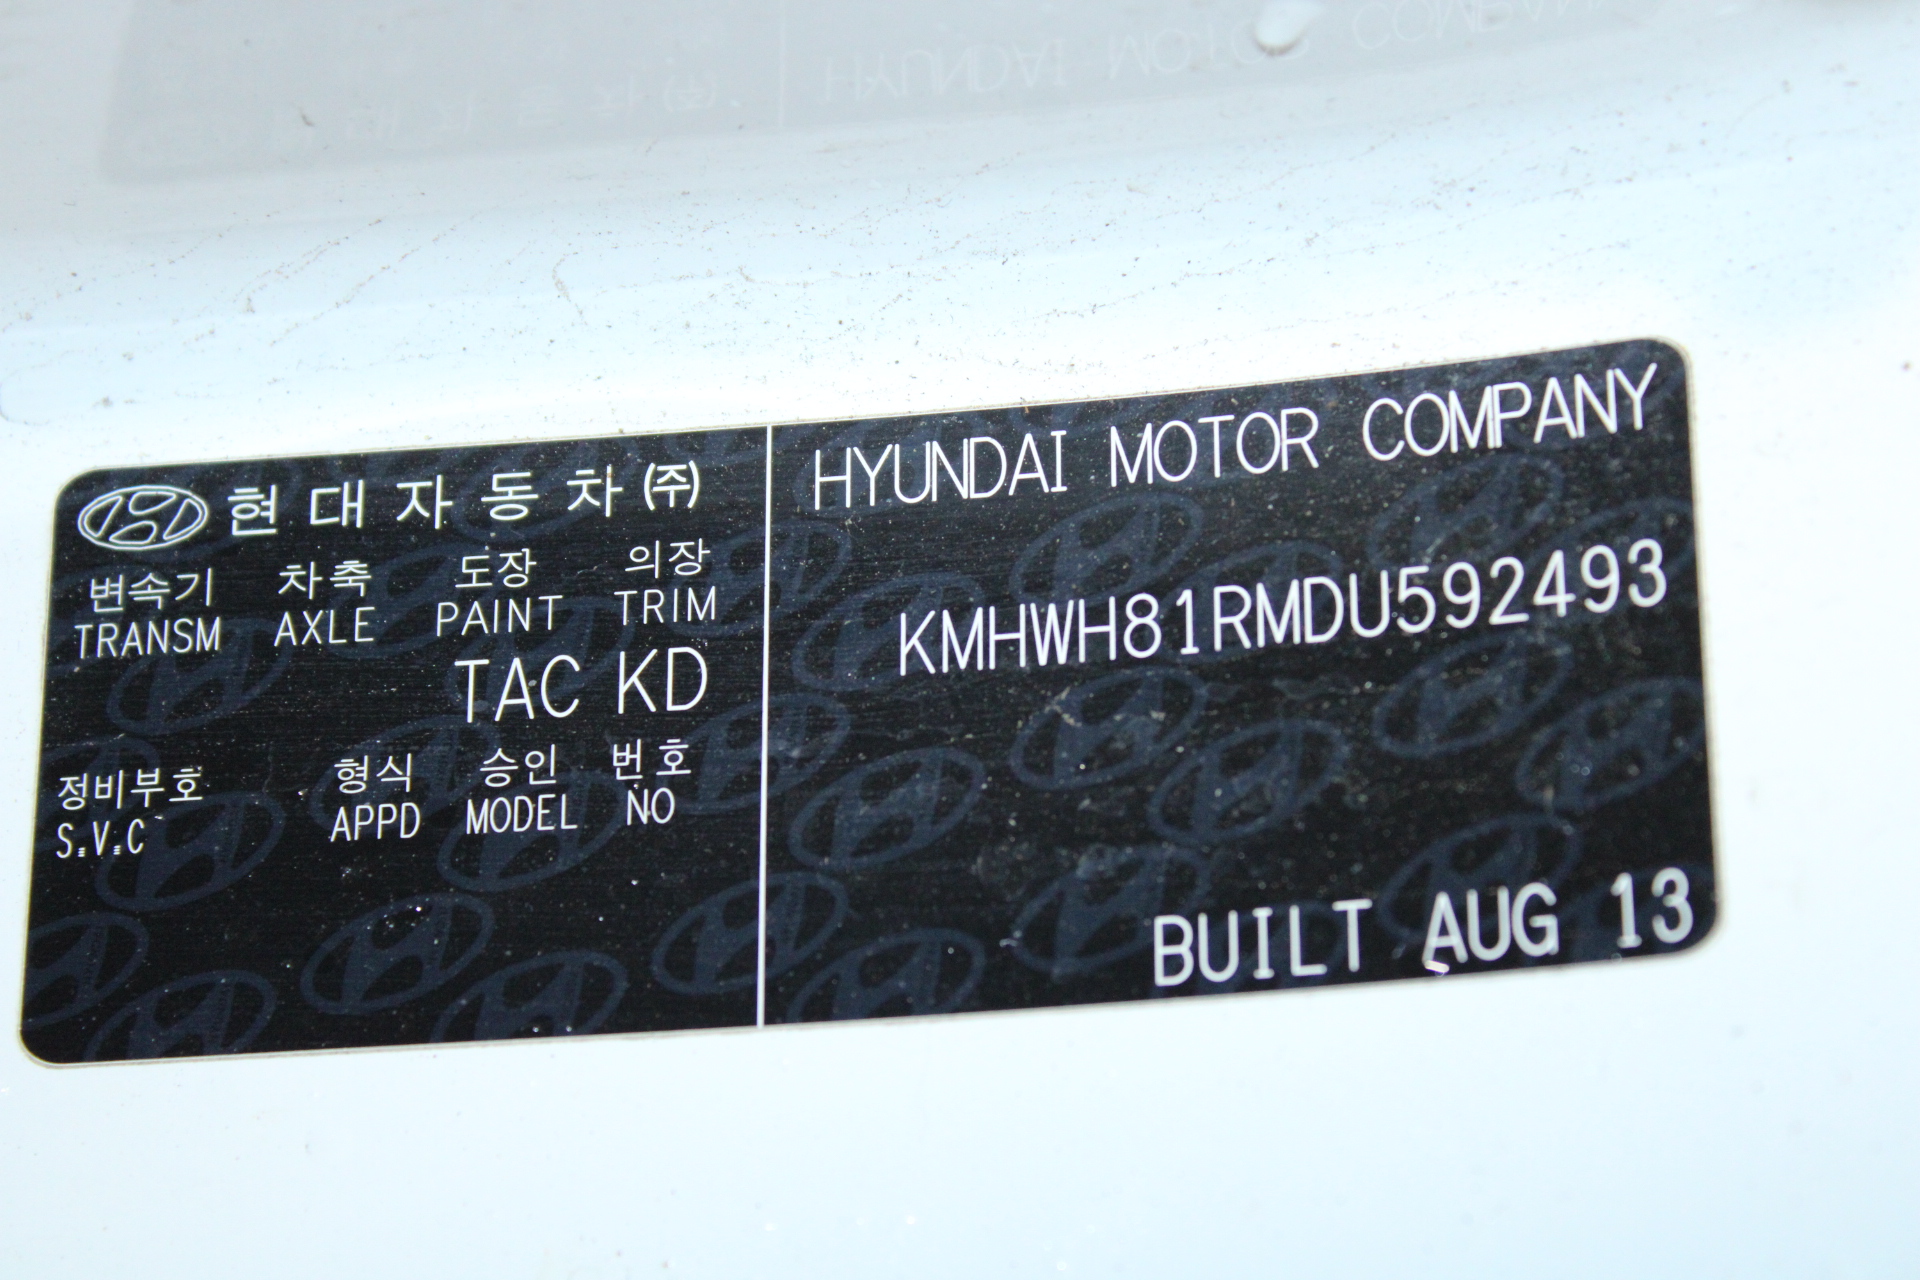 현대자동차(주)
변속기 차축 도장 의장
TRANSM AXLE PAINT TRIM
TAC KD
정비부호 형식 승인 번호
S.V.C APPD MODEL NO
HYUNDAI MOTOR COMPANY
KMHWH81RMDU592493
BUILT AUG 13